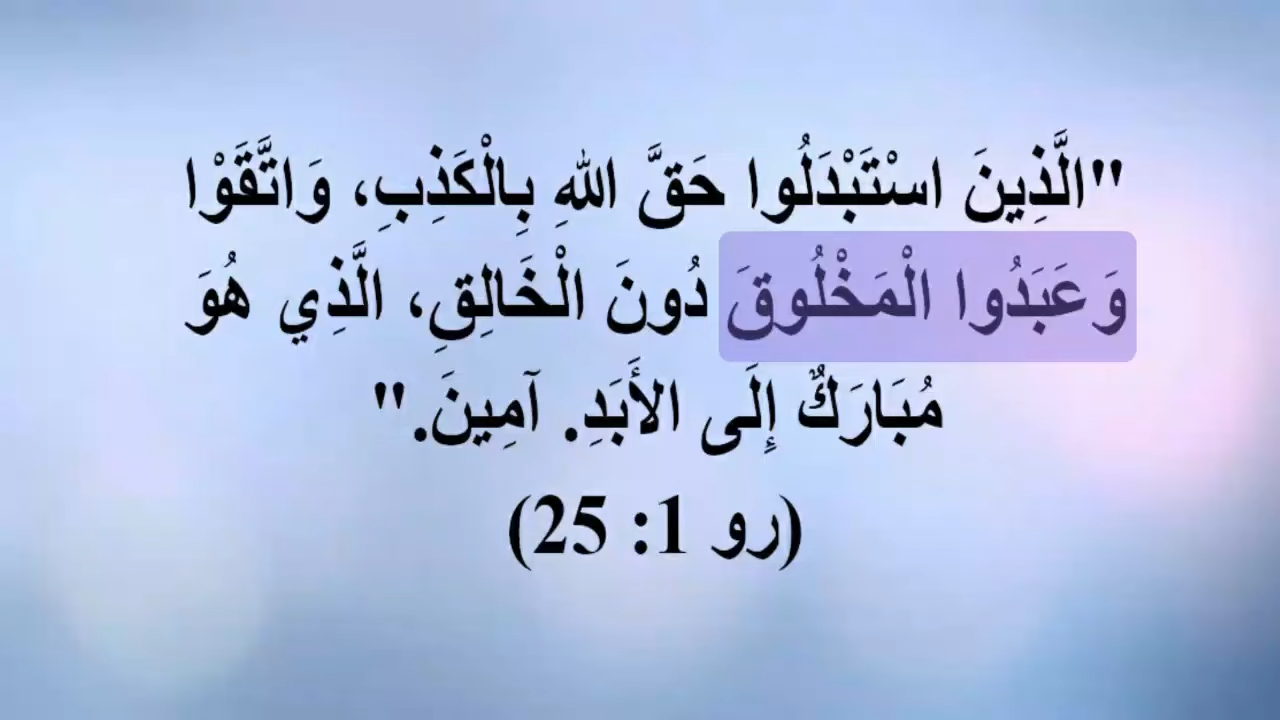 "الَّذِينَ اسْتَبْدَلُوا حَقَّ اللهِ بِالْكَذِبِ، وَاتَّقَوْا
وَعَبَدُوا الْمَخْلُوقَ دُونَ الْخَالِقِ، الَّذِي هُوَ
مُبَارَكٌ إِلَى الأَبَدِ. آمِينَ."
(رو 1: 25)